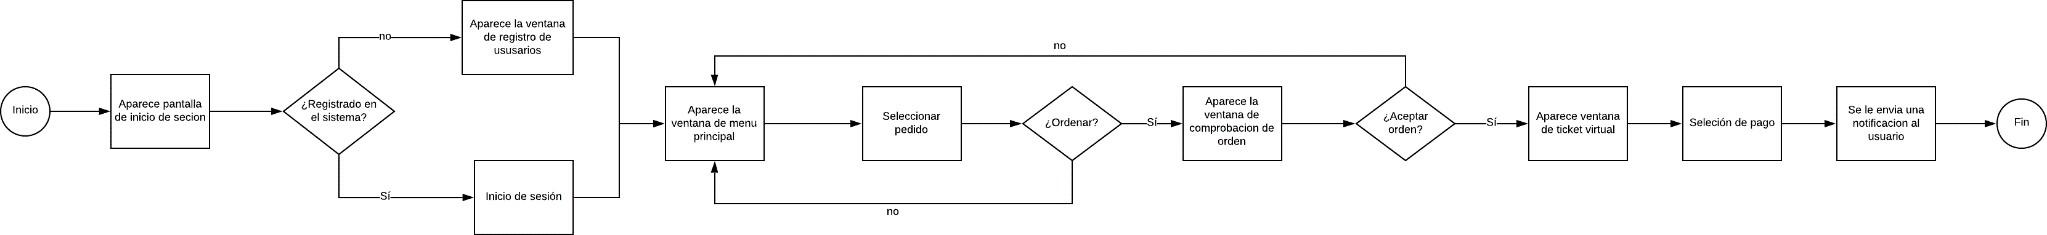 Inicio
Aparece pantalla
de inicio de secion
¿Registrado en
el sistema?
no
Aparece la ventana
de registro de
ususarios
Sí
Inicio de sesión
Aparece la
ventana de menu
principal
Seleccionar
pedido
¿Ordenar?
no
Sí
Aparece la
ventana de
comprobacion de
orden
¿Aceptar
orden?
no
Sí
Aparece ventana
de ticket virtual
Seleción de pago
Se le envia una
notificacion al
usuario
Fin